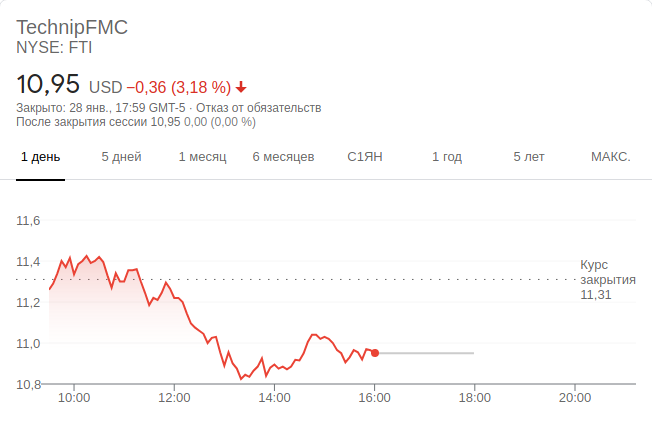 TechnipFMC
NYSE: FTI
10,95 USD −0,36 (3,18 %)
Закрыто: 28 янв., 17:59 GMT-5 · Отказ от обязательств
После закрытия сессии 10,95 0,00 (0,00 %)
1 день 5 дней 1 месяц 6 месяцев С1ЯН 1 год 5 лет МАКС.
11,6
11,4
Курс
закрытия
11,31
11,2
11,0
10,8
10:00 12:00 14:00 16:00 18:00 20:00